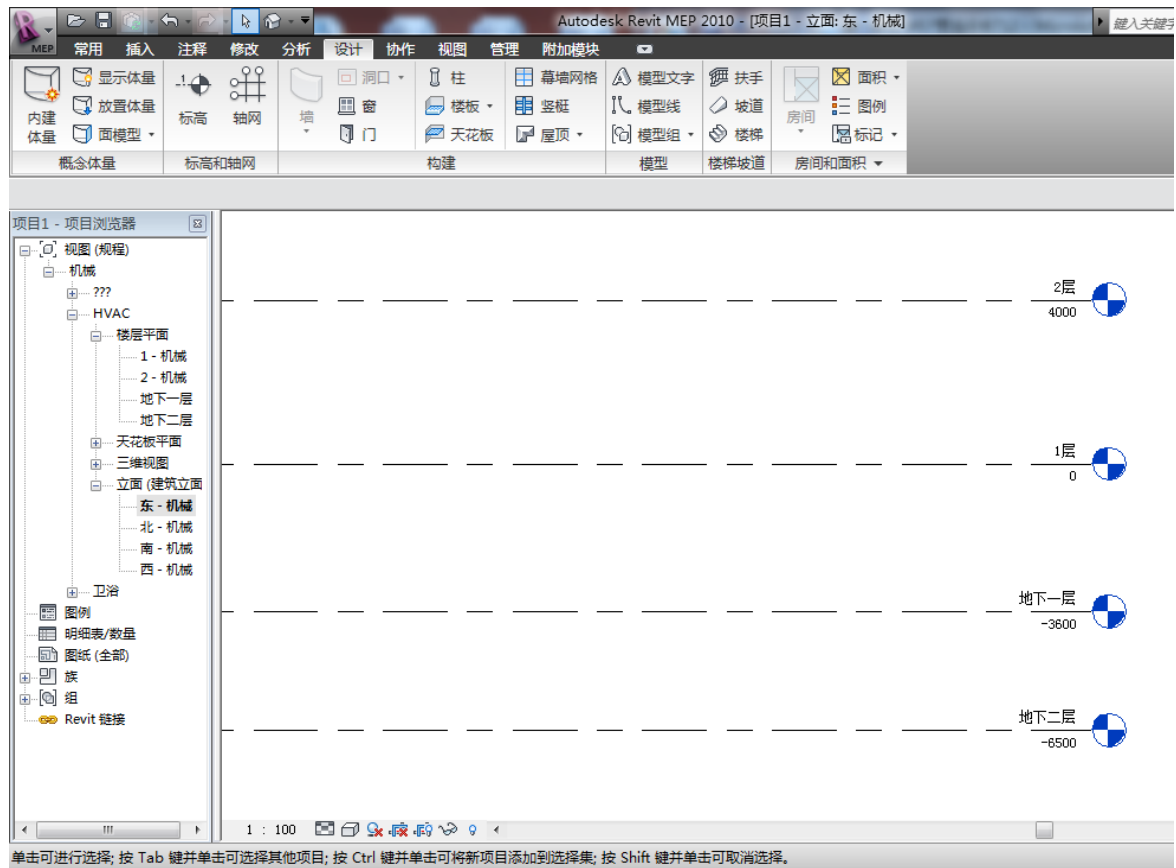 Autodesk Revit MEP 2010 - [项目1 - 立面: 东 - 机械]
键入关键字
MEP
常用 插入 注释 修改 分析 设计 协作 视图 管理 附加模块
内建体量
显示体量
放置体量
面模型
标高
轴网
墙
洞口
窗
门
柱
楼板
天花板
幕墙网格
竖梃
屋顶
模型文字
模型线
模型组
扶手
坡道
楼梯
房间
面积
图例
标记
概念体量 标高和轴网 构建 模型 楼梯坡道 房间和面积
项目1 - 项目浏览器
视图 (规程)
机械
???
HVAC
楼层平面
1 - 机械
2 - 机械
地下一层
地下二层
天花板平面
三维视图
立面 (建筑立面
东 - 机械
北 - 机械
南 - 机械
西 - 机械
卫浴
图例
明细表/数量
图纸 (全部)
族
组
Revit 链接
2层
4000
1层
0
地下一层
-3600
地下二层
-6500
1 : 100
单击可进行选择; 按 Tab 键并单击可选择其他项目; 按 Ctrl 键并单击可将新项目添加到选择集; 按 Shift 键并单击可取消选择。